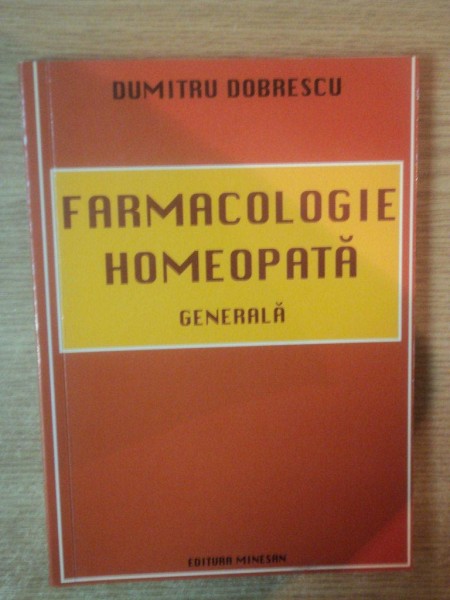 DUMITRU DOBRESCU
FARMACOLOGIE
HOMEOPATĂ
GENERALĂ
EDITURA MINESAN